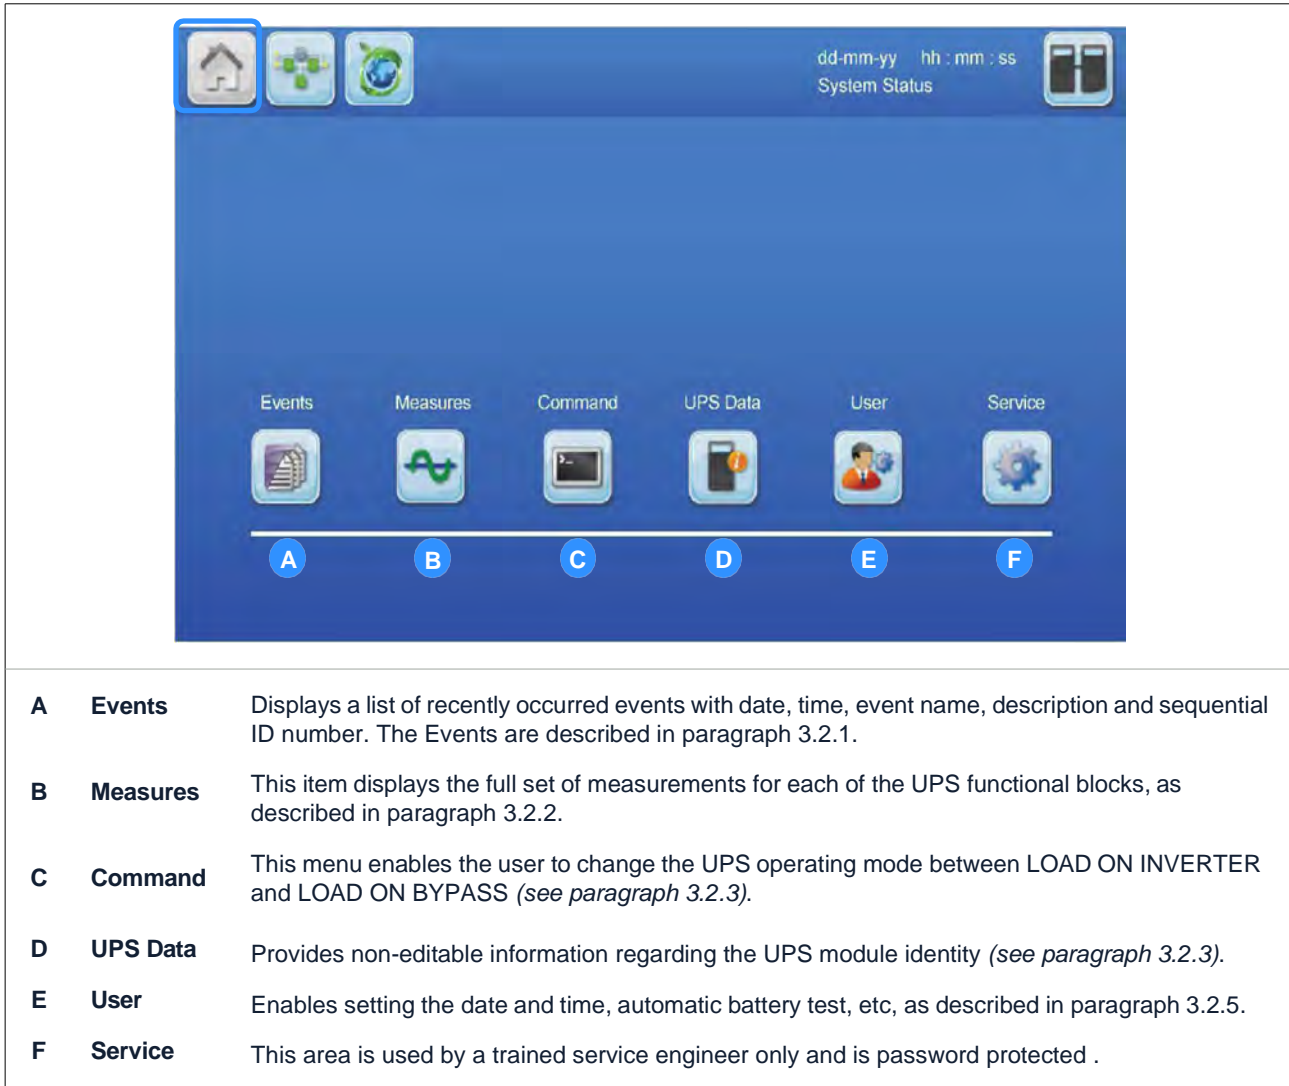 dd-mm-yy hh : mm : ss
System Status
Events Measures Command UPS Data User Service
A B C D E F
A Events Displays a list of recently occurred events with date, time, event name, description and sequential
ID number. The Events are described in paragraph 3.2.1.
B Measures This item displays the full set of measurements for each of the UPS functional blocks, as
described in paragraph 3.2.2.
C Command This menu enables the user to change the UPS operating mode between LOAD ON INVERTER
and LOAD ON BYPASS (see paragraph 3.2.3).
D UPS Data Provides non-editable information regarding the UPS module identity (see paragraph 3.2.3).
E User Enables setting the date and time, automatic battery test, etc, as described in paragraph 3.2.5.
F Service This area is used by a trained service engineer only and is password protected .